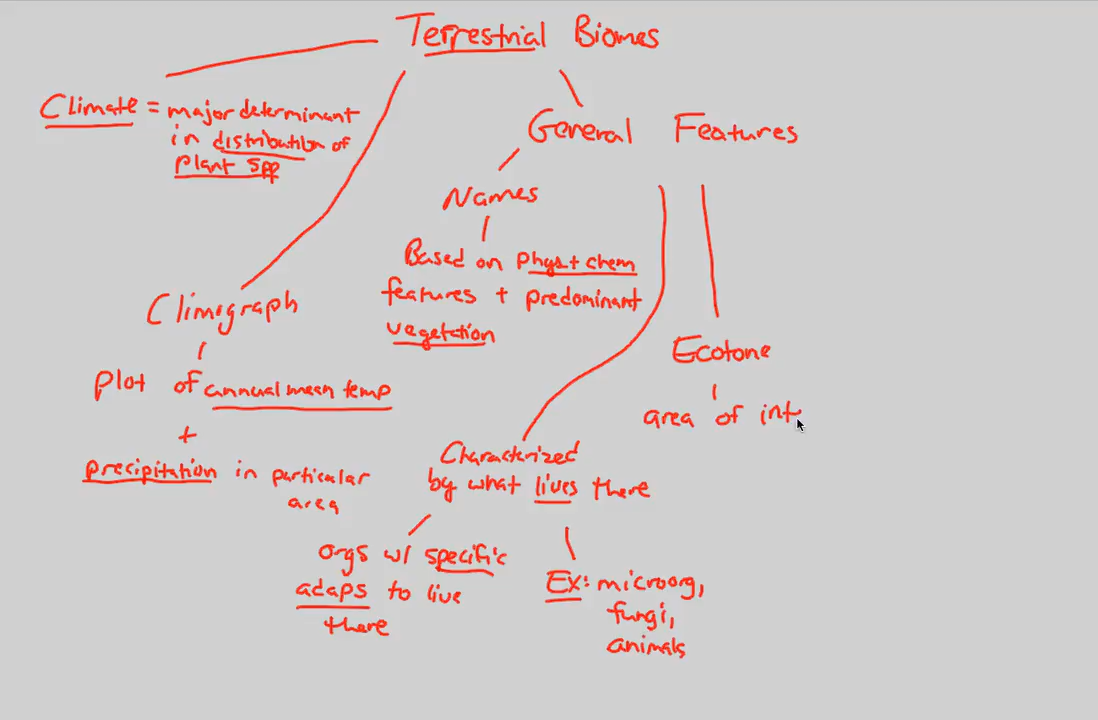 Terrestrial Biomes
Climate = major determinant
in distribution of
plant spp
General Features
Names
Based on phys + chem
features + predominant
vegetation
Climograph
plot of annual mean temp
+
precipitation in particular
area
Ecotone
area of int
Characterized
by what lives there
orgs w/ specific
adaps to live
there
Ex: microorg,
fungi,
animals